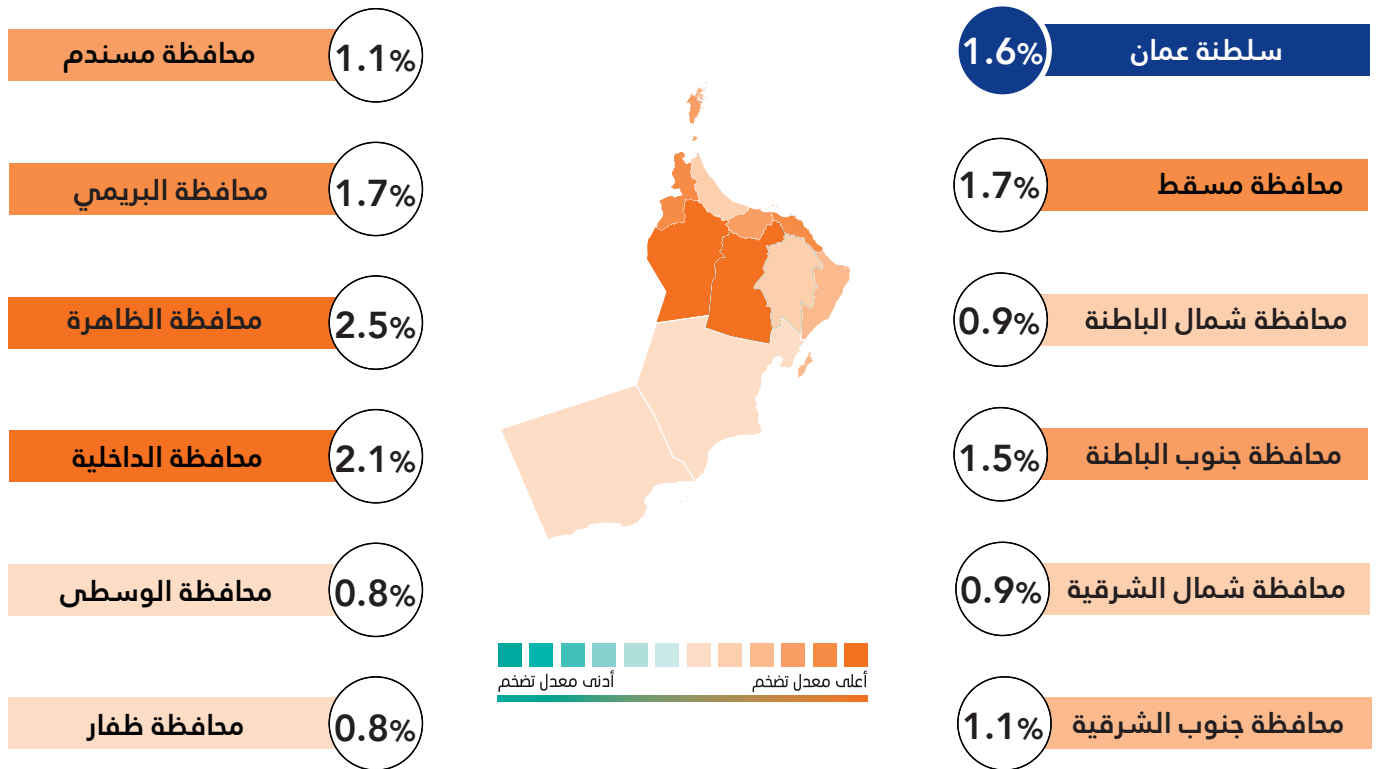 سلطنة عمان
1.6%
محافظة مسقط
1.7%
محافظة شمال الباطنة
0.9%
محافظة جنوب الباطنة
1.5%
محافظة شمال الشرقية
0.9%
محافظة جنوب الشرقية
1.1%
محافظة مسندم
1.1%
محافظة البريمي
1.7%
محافظة الظاهرة
2.5%
محافظة الداخلية
2.1%
محافظة الوسطى
0.8%
محافظة ظفار
0.8%
أعلى معدل تضخم
أدنى معدل تضخم